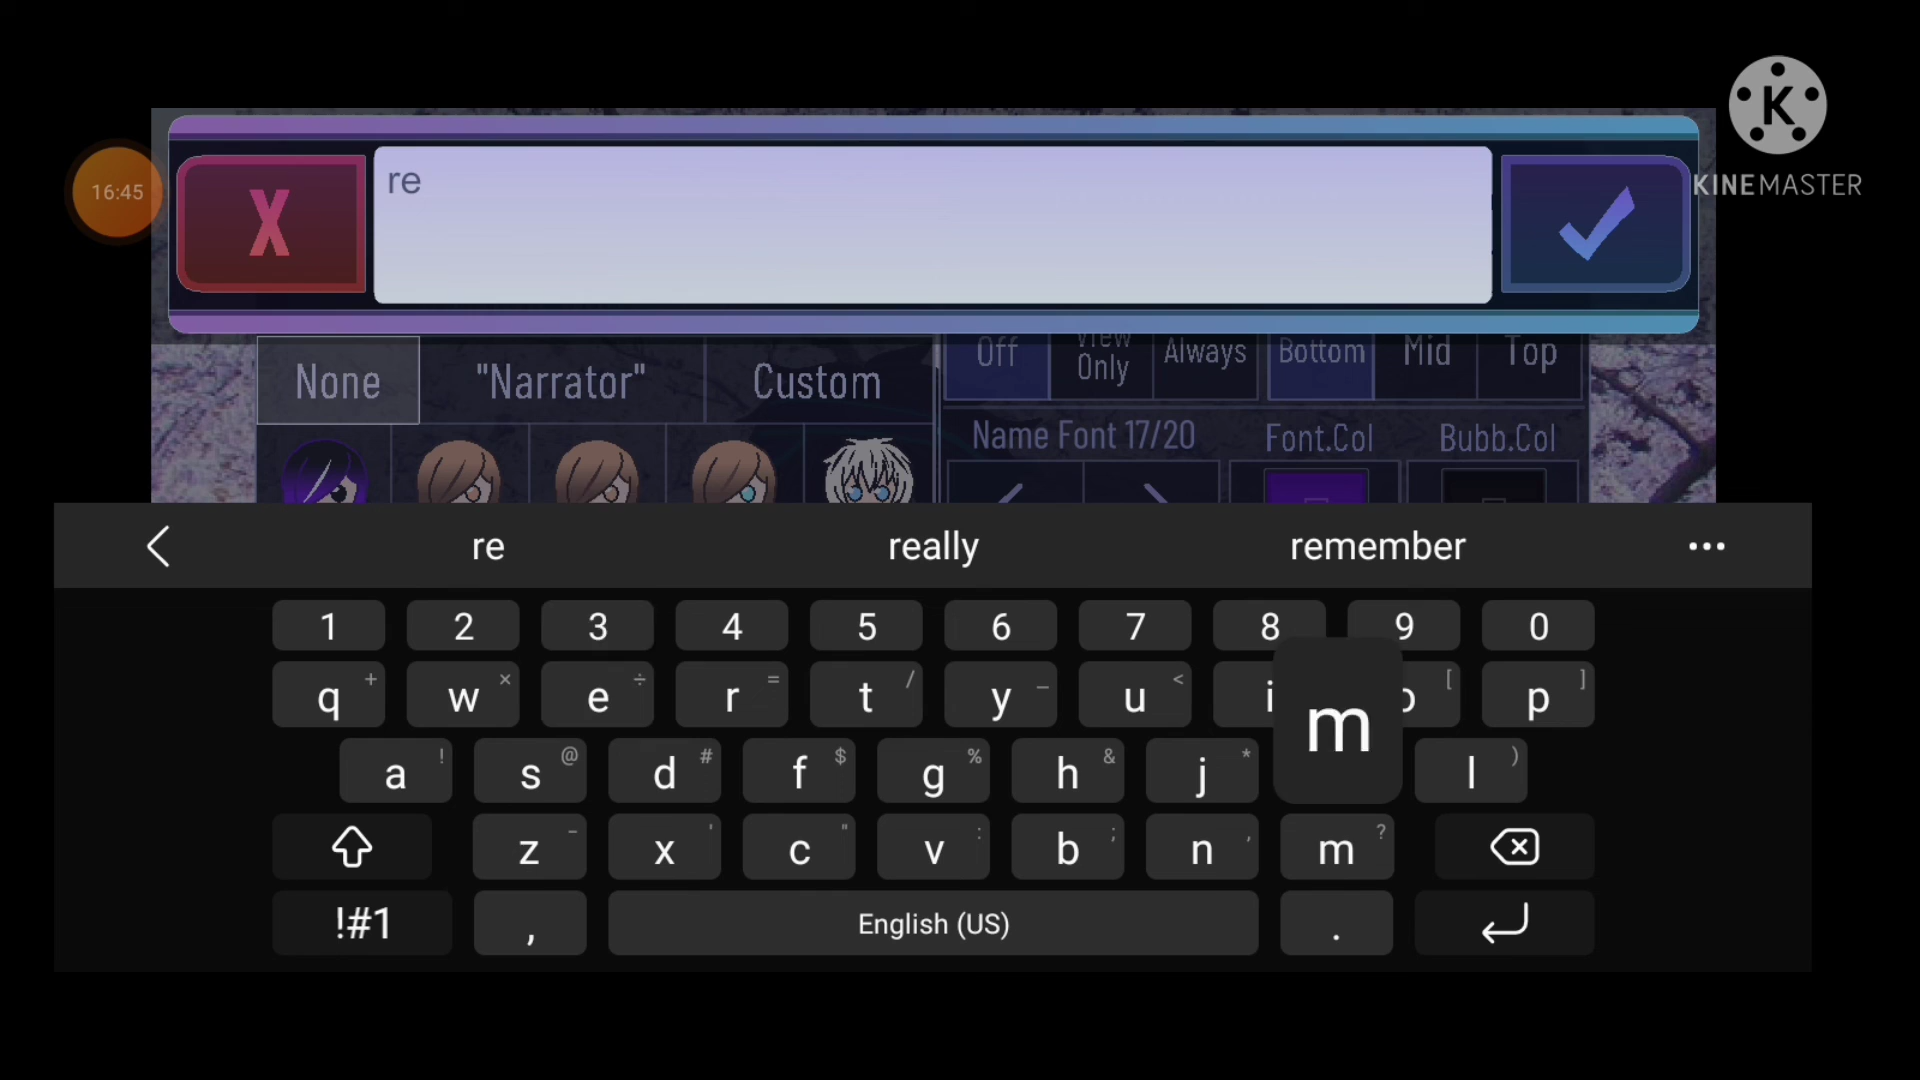 16:45
X
re
K
KINEMASTER
None
"Narrator"
Custom
Off
View Only
Always
Bottom
Mid
Top
Name Font 17/20
Font.Col
Bubb.Col
re
really
remember
...
1 2 3 4 5 6 7 8 9 0
q + w × e ÷ r = t / y _ u < i o [ p ]
m
a ! s @ d # f $ g % h & j * l )
z - x ' c " v : b ; n , m ?
!#1 , English (US) .